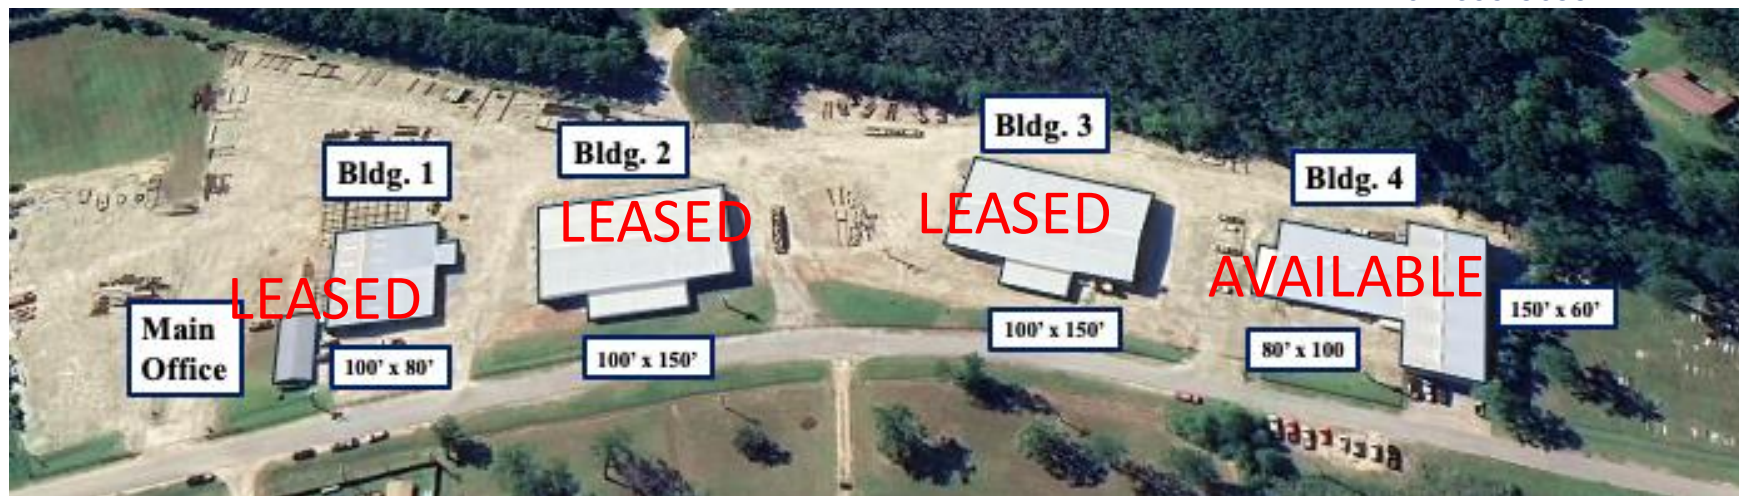 Bldg. 1
Bldg. 2
Bldg. 3
Bldg. 4
LEASED
LEASED
LEASED
AVAILABLE
Main
Office
100' x 80'
100' x 150'
100' x 150'
80' x 100
150' x 60'